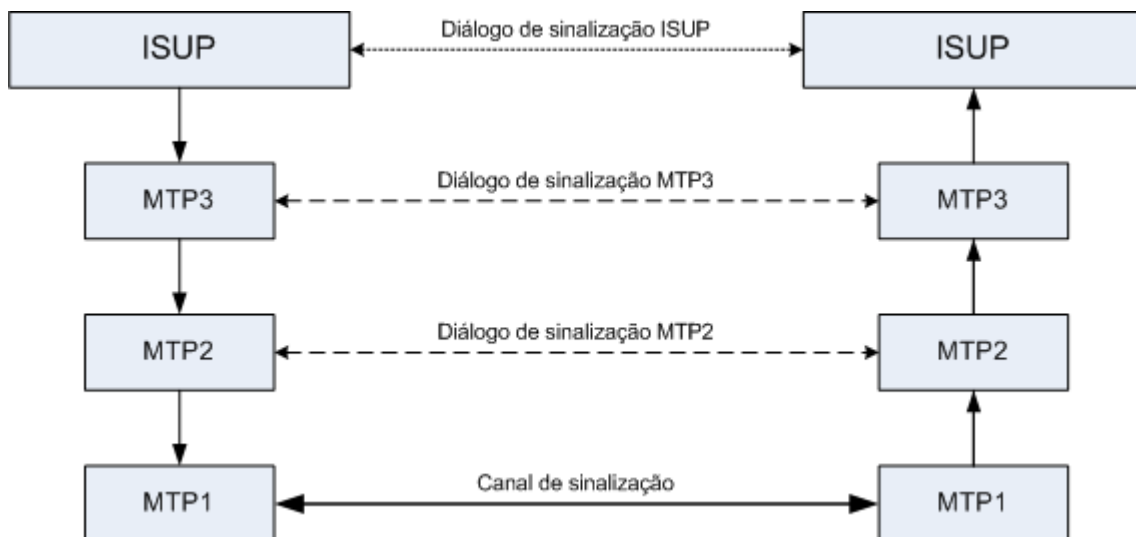 ISUP
Diálogo de sinalização ISUP
ISUP
MTP3
Diálogo de sinalização MTP3
MTP3
MTP2
Diálogo de sinalização MTP2
MTP2
MTP1
Canal de sinalização
MTP1